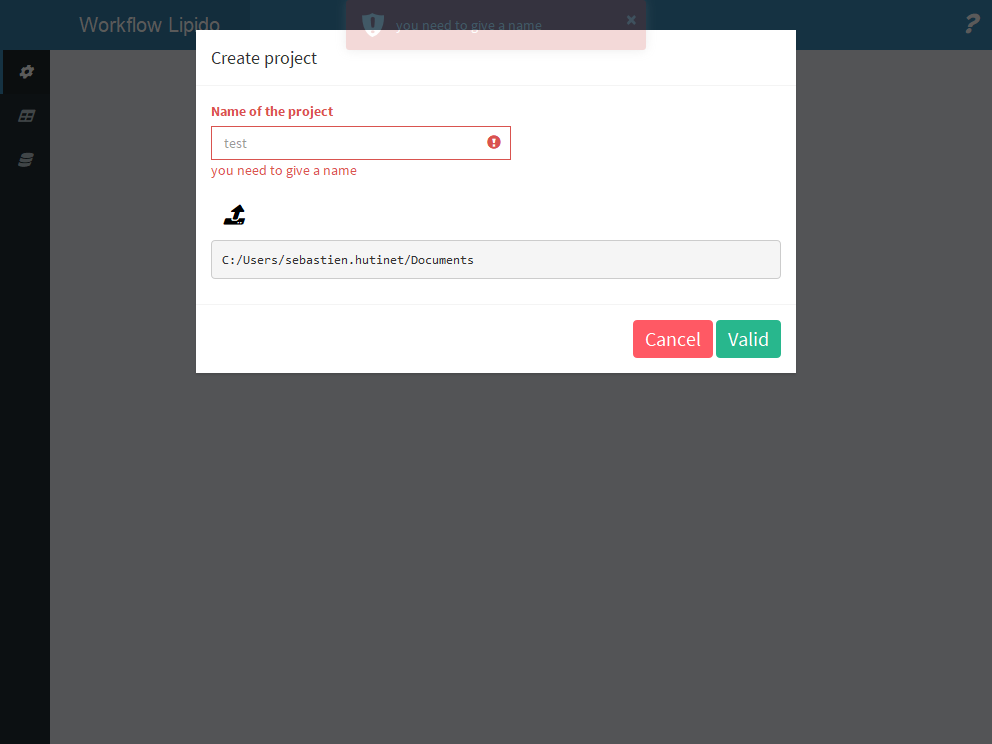 Workflow Lipido
you need to give a name
×
?
Create project
Name of the project
test
you need to give a name
C:/Users/sebastien.hutinet/Documents
Cancel Valid